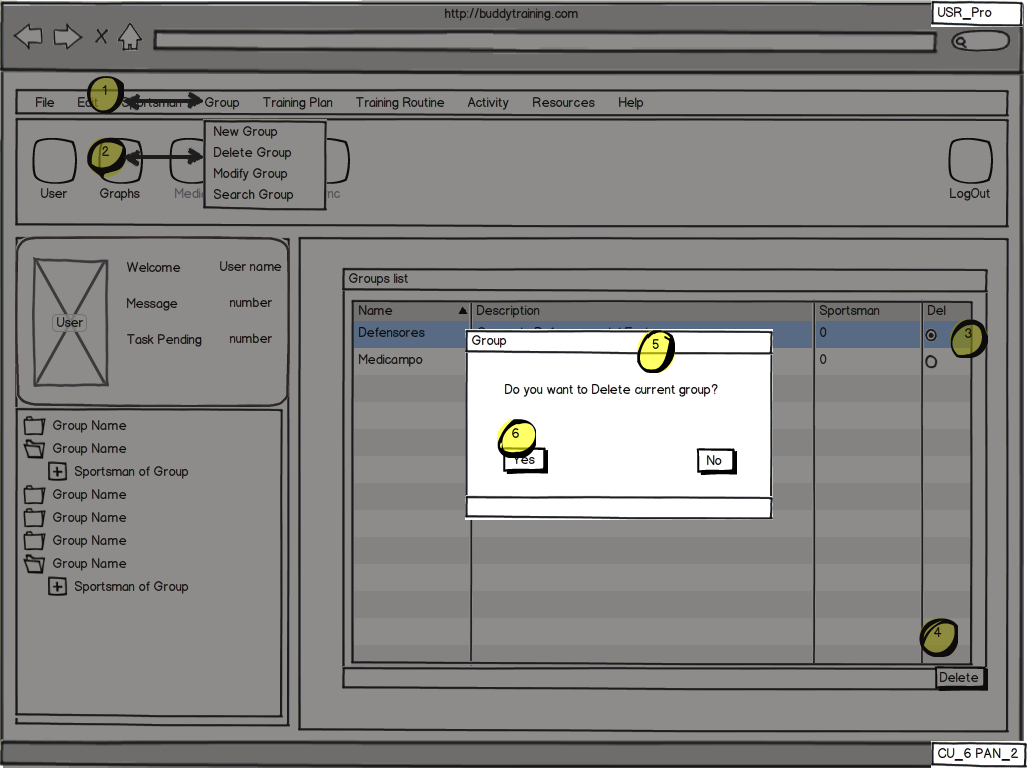 http://buddytraining.com
USR_Pro
1
File Edit Sportsman Group Training Plan Training Routine Activity Resources Help
New Group
2
Delete Group
Modify Group
Search Group
User Graphs LogOut
Welcome User name
Message number
User
Task Pending number
Groups list
Name Description Sportsman Del
Defensores 0 3
Medicampo 0
Group 5
Do you want to Delete current group?
6
Yes No
Group Name
Group Name
Sportsman of Group
Group Name
Group Name
Group Name
Group Name
Sportsman of Group
4
Delete
CU_6 PAN_2